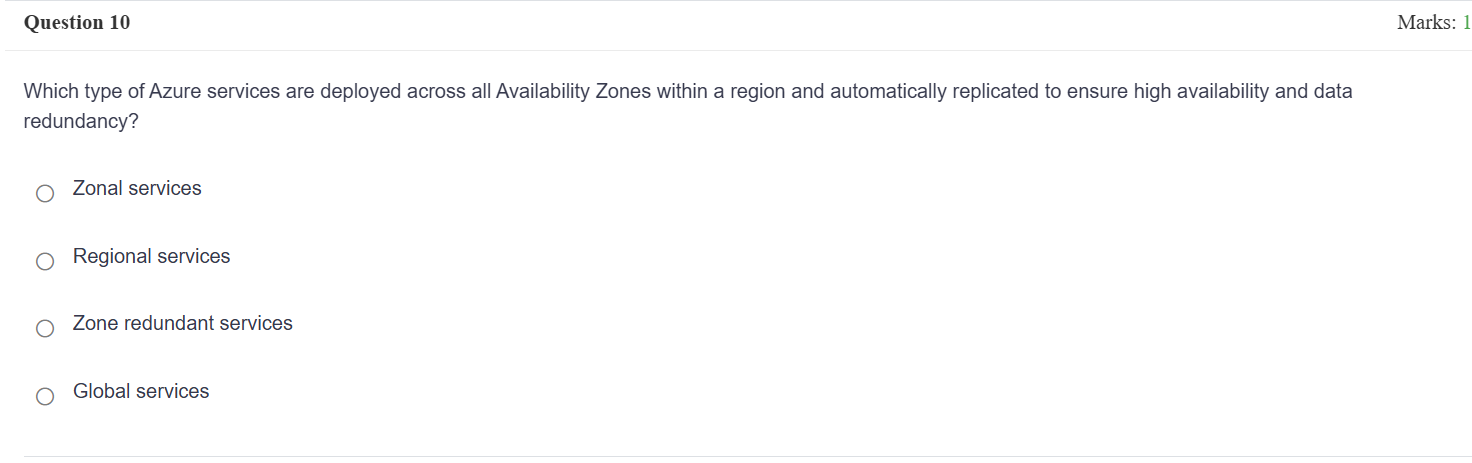 Question 10
Marks: 1
Which type of Azure services are deployed across all Availability Zones within a region and automatically replicated to ensure high availability and data
redundancy?
Zonal services
Regional services
Zone redundant services
Global services